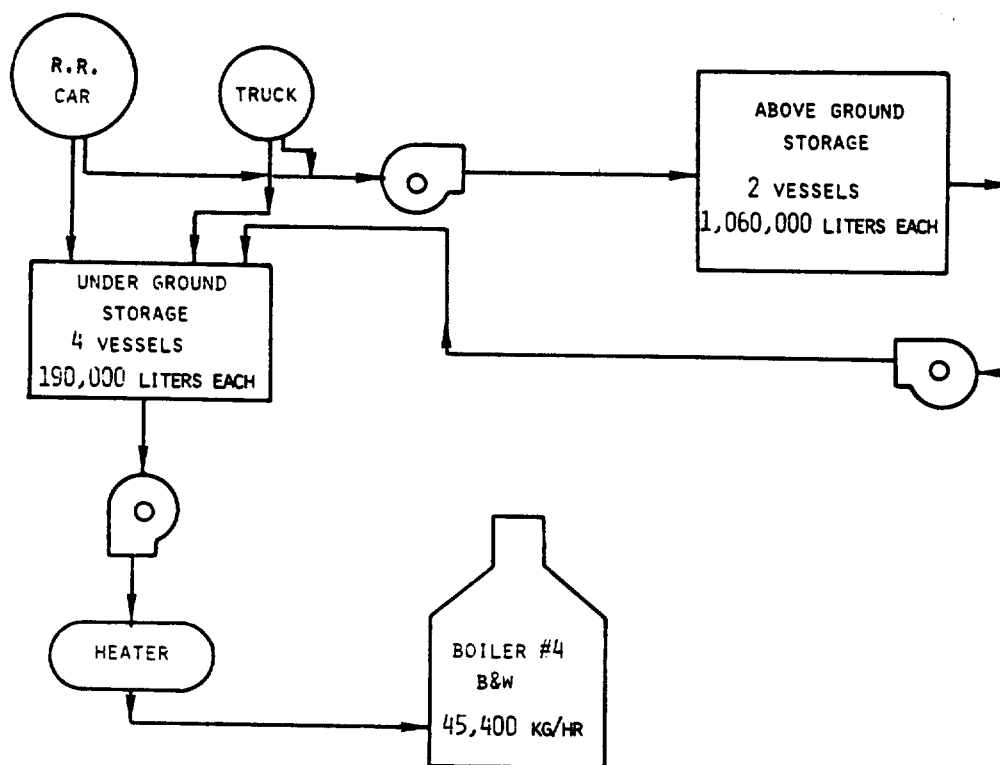 R.R.
CAR
TRUCK
ABOVE GROUND
STORAGE
2 VESSELS
1,060,000 LITERS EACH
UNDER GROUND
STORAGE
4 VESSELS
190,000 LITERS EACH
HEATER
BOILER #4
B&W
45,400 KG/HR